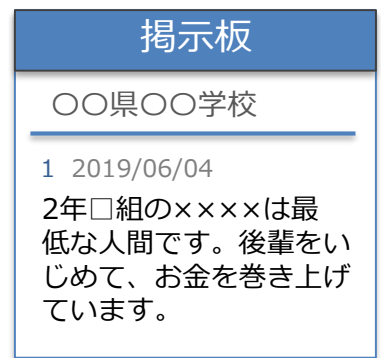 掲示板
〇〇県〇〇学校
1 2019/06/04
2年□組の××××は最
低な人間です。後輩をい
じめて、お金を巻き上げ
ています。